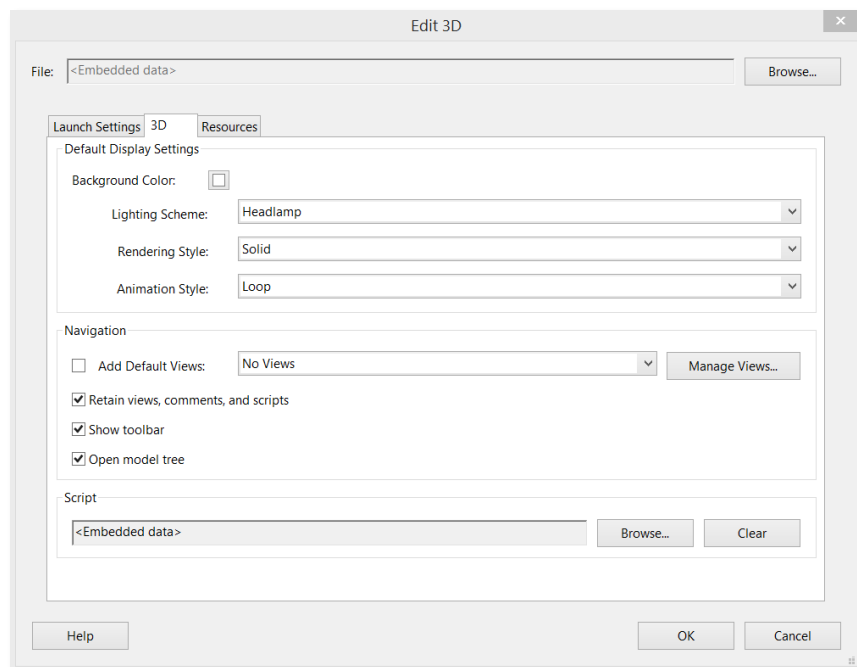 Edit 3D
File: <Embedded data> Browse...
Launch Settings 3D Resources
Default Display Settings
Background Color:
Lighting Scheme: Headlamp
Rendering Style: Solid
Animation Style: Loop
Navigation
Add Default Views: No Views Manage Views...
Retain views, comments, and scripts
Show toolbar
Open model tree
Script
<Embedded data> Browse... Clear
Help OK Cancel